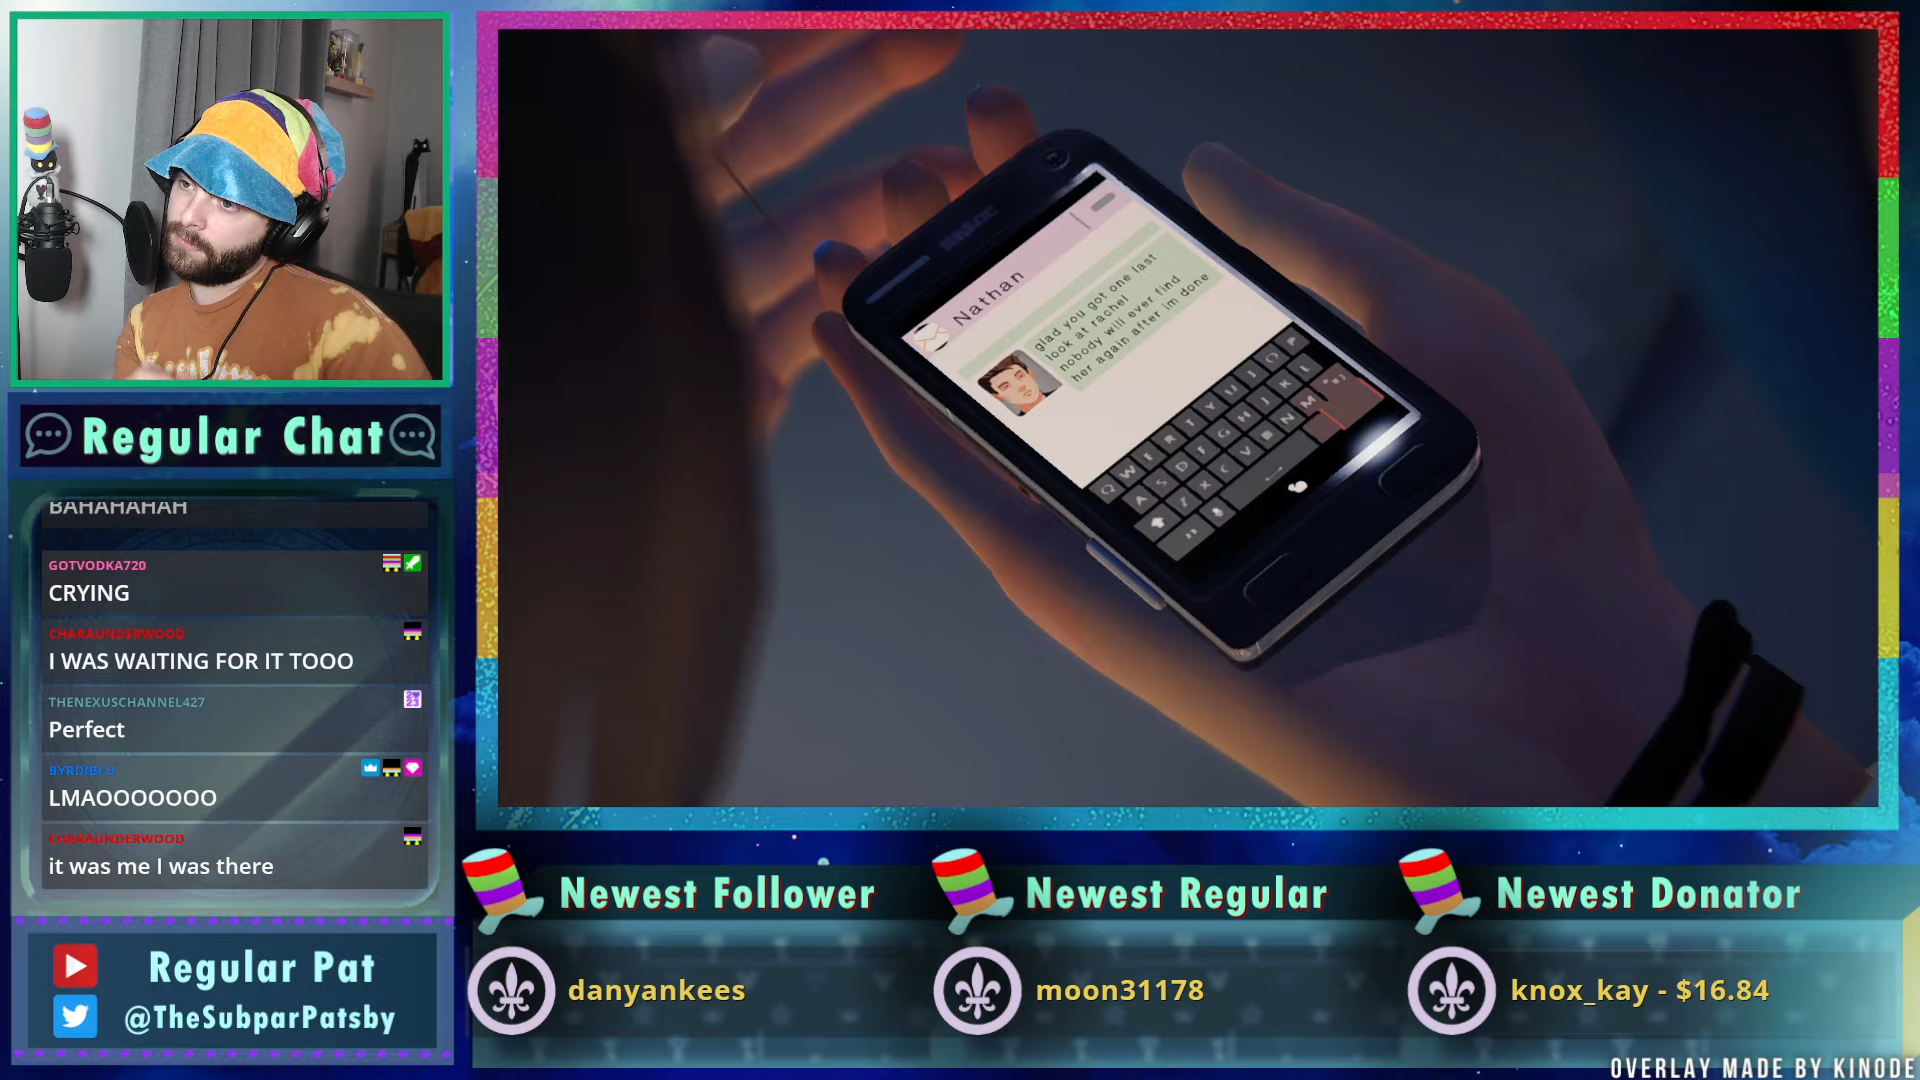 Regular Chat
BAHAHAHAH
GOTVODKA720
CRYING
CHARAUNDERWOOD
I WAS WAITING FOR IT TOOO
THENEXUSCHANNEL427
Perfect
BYRDIBLU
LMAOOOOOOO
CHARAUNDERWOOD
it was me I was there
Regular Pat
@TheSubparPatsby
Nathan
glad you got one last
look at rachel
nobody will ever find
her again after im done
Q W E R T Y U I O
A S D F G H J K L
Z X C V B N M
Newest Follower
danyankees
Newest Regular
moon31178
Newest Donator
knox_kay - $16.84
OVERLAY MADE BY KINODE